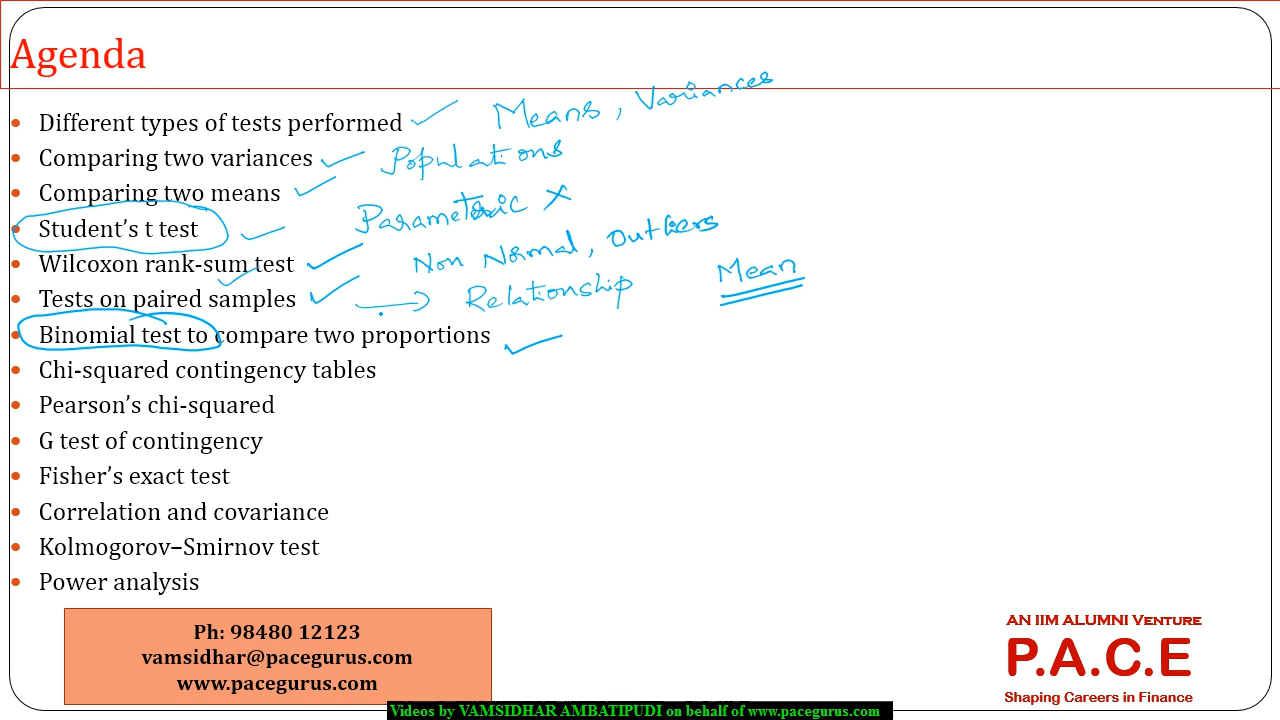 Agenda
• Different types of tests performed Means, Variances
• Comparing two variances Populations
• Comparing two means
• Student’s t test Parametric X
• Wilcoxon rank-sum test Non Normal, Outliers
• Tests on paired samples Relationship Mean
• Binomial test to compare two proportions
• Chi-squared contingency tables
• Pearson’s chi-squared
• G test of contingency
• Fisher’s exact test
• Correlation and covariance
• Kolmogorov–Smirnov test
• Power analysis
Ph: 98480 12123
vamsidhar@pacegurus.com
www.pacegurus.com
AN IIM ALUMNI VENTURE
P.A.C.E
Shaping Careers in Finance
Videos by VAMSIDHAR AMBATIPUDI on behalf of www.pacegurus.com